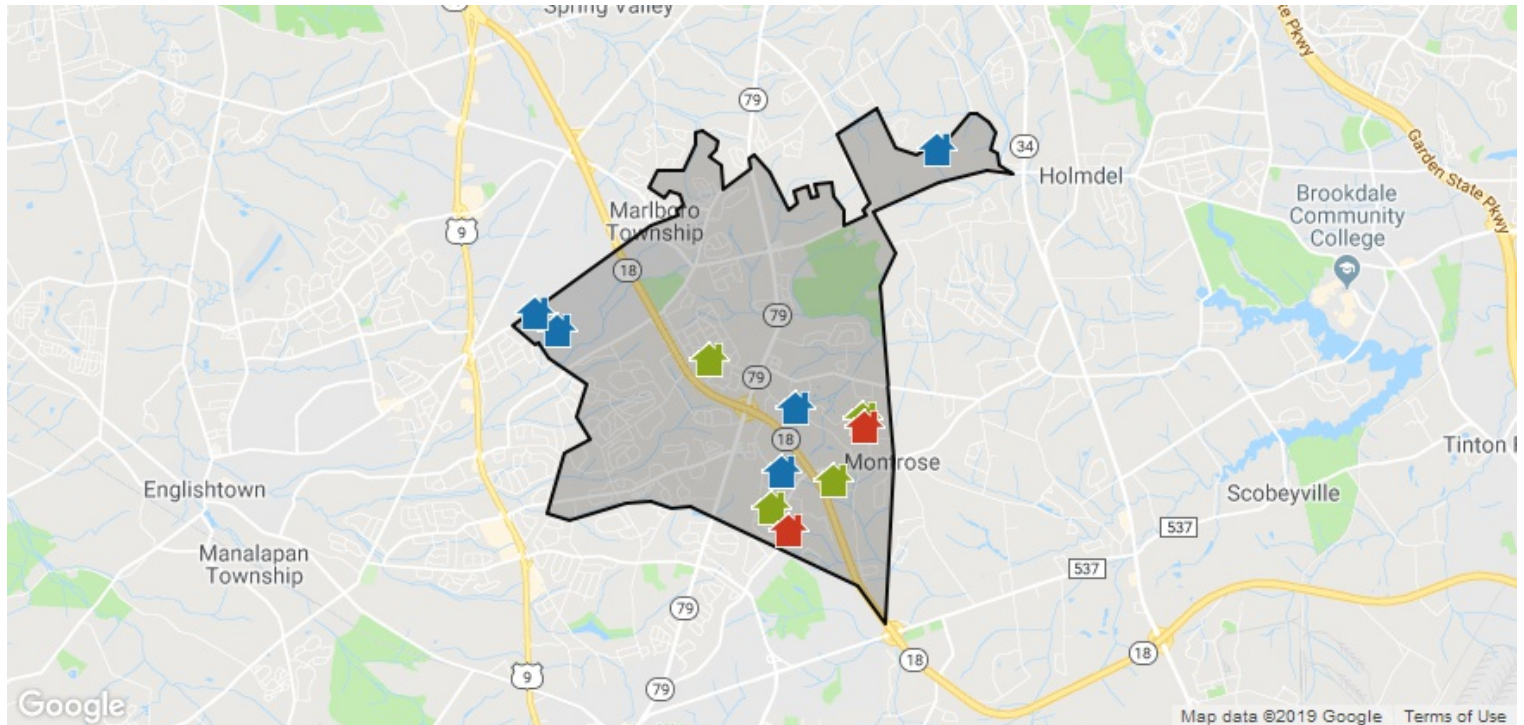 Spring Valley
79
34
Holmdel
Garden State Pkwy
Brookdale
Community
College
Marlboro
Township
9
18
79
79
18
Montrose
Tinton
Englishtown
Scobeyville
537
Manalapan
Township
537
79
18
18
9
79
Google
Map data ©2019 Google
Terms of Use